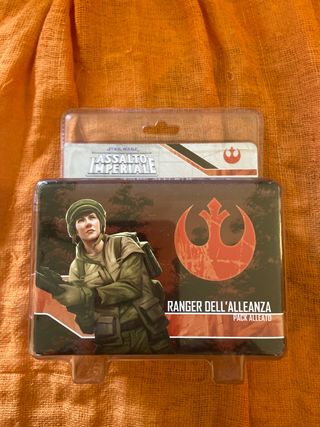 STAR WARS
ASSALTO
IMPERIALE
RANGER DELL'ALLEANZA
PACK ALLEATO